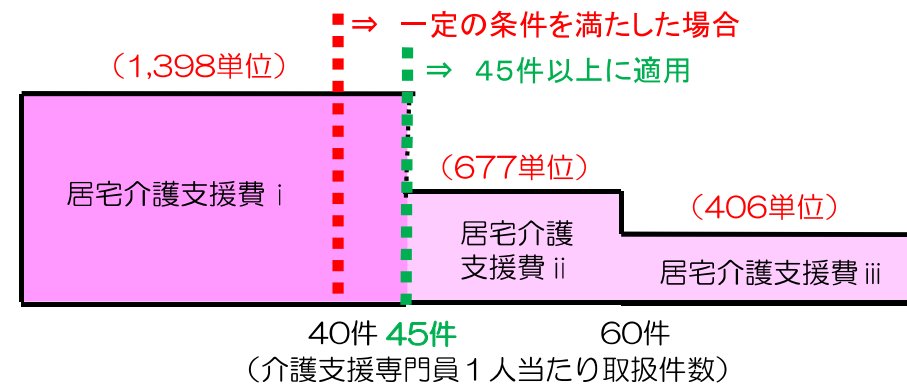 ⇒ 一定の条件を満たした場合
（1,398単位）
⇒ 45件以上に適用
（677単位）
居宅介護支援費ⅰ
（406単位）
居宅介護
支援費ⅱ
居宅介護支援費ⅲ
40件 45件 60件
（介護支援専門員１人当たり取扱件数）